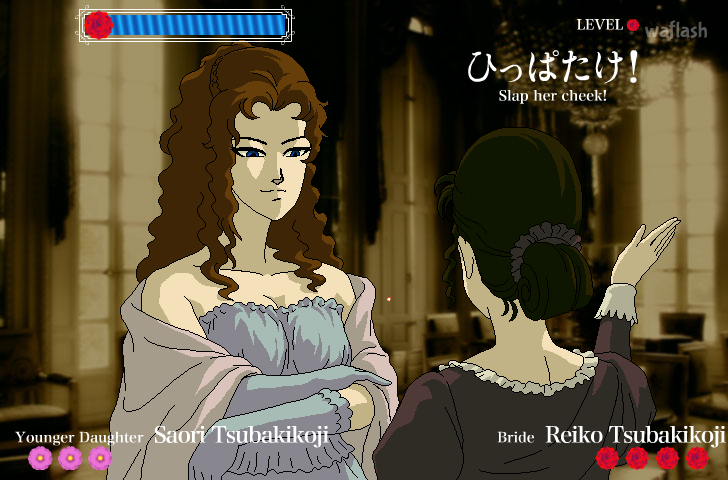 LEVEL
waflash
ひっぱたけ!
Slap her cheek!
Younger Daughter Saori Tsubakikoji
Bride Reiko Tsubakikoji